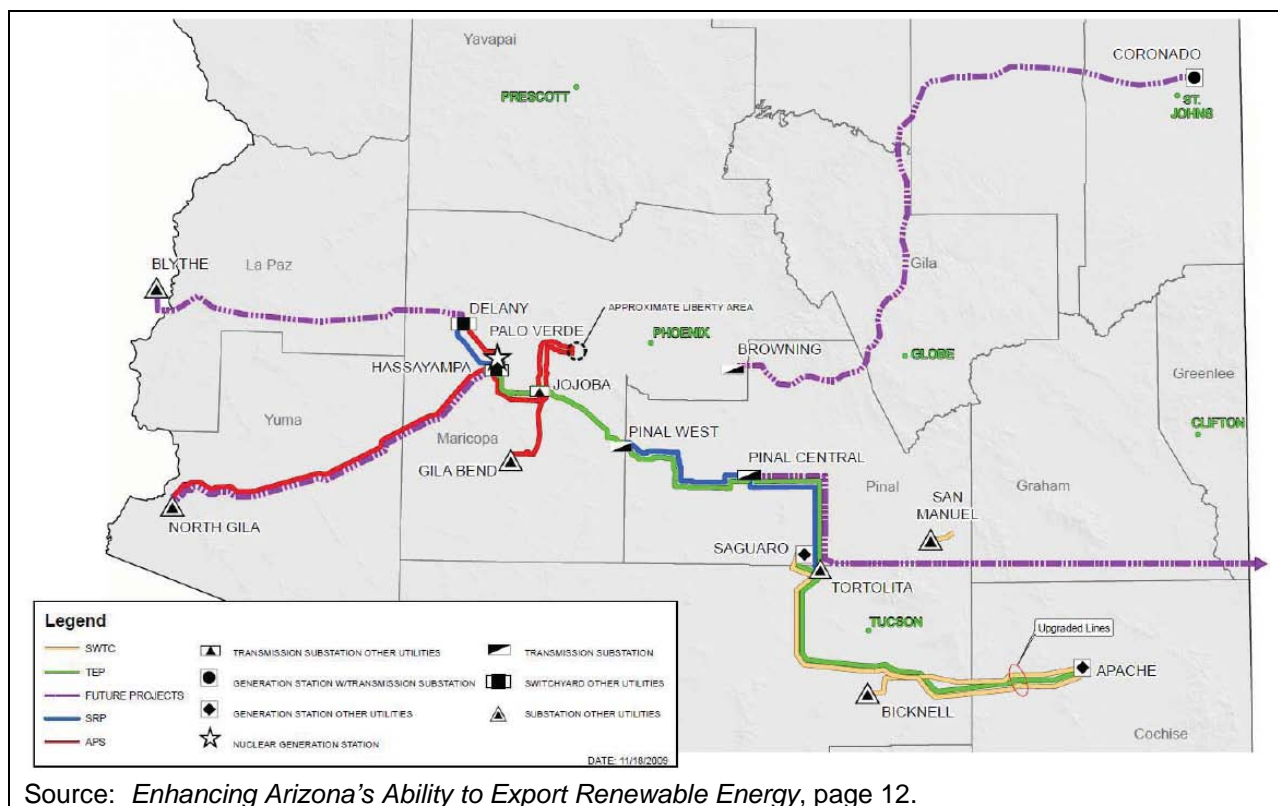 Yavapai
CORONADO
PRESCOTT
ST.
JOHNS
BLYTHE
La Paz
Gila
DELANY
APPROXIMATE LIBERTY AREA
PALO VERDE
PHOENIX
BROWNING
GLOBE
HASSAYAMPA
JOJOBA
Greenlee
Yuma
Maricopa
PINAL WEST
CLIFTON
GILA BEND
PINAL CENTRAL
Pinal
SAN
MANUEL
Graham
NORTH GILA
SAGUARO
TORTOLITA
TUCSON
Upgraded Lines
APACHE
BICKNELL
Cochise
Legend
SWTC
TEP
FUTURE PROJECTS
SRP
APS
TRANSMISSION SUBSTATION OTHER UTILITIES
GENERATION STATION W/TRANSMISSION SUBSTATION
GENERATION STATION OTHER UTILITIES
NUCLEAR GENERATION STATION
TRANSMISSION SUBSTATION
SWITCHYARD OTHER UTILITIES
SUBSTATION OTHER UTILITIES
DATE: 11/18/2009
Source: Enhancing Arizona's Ability to Export Renewable Energy, page 12.